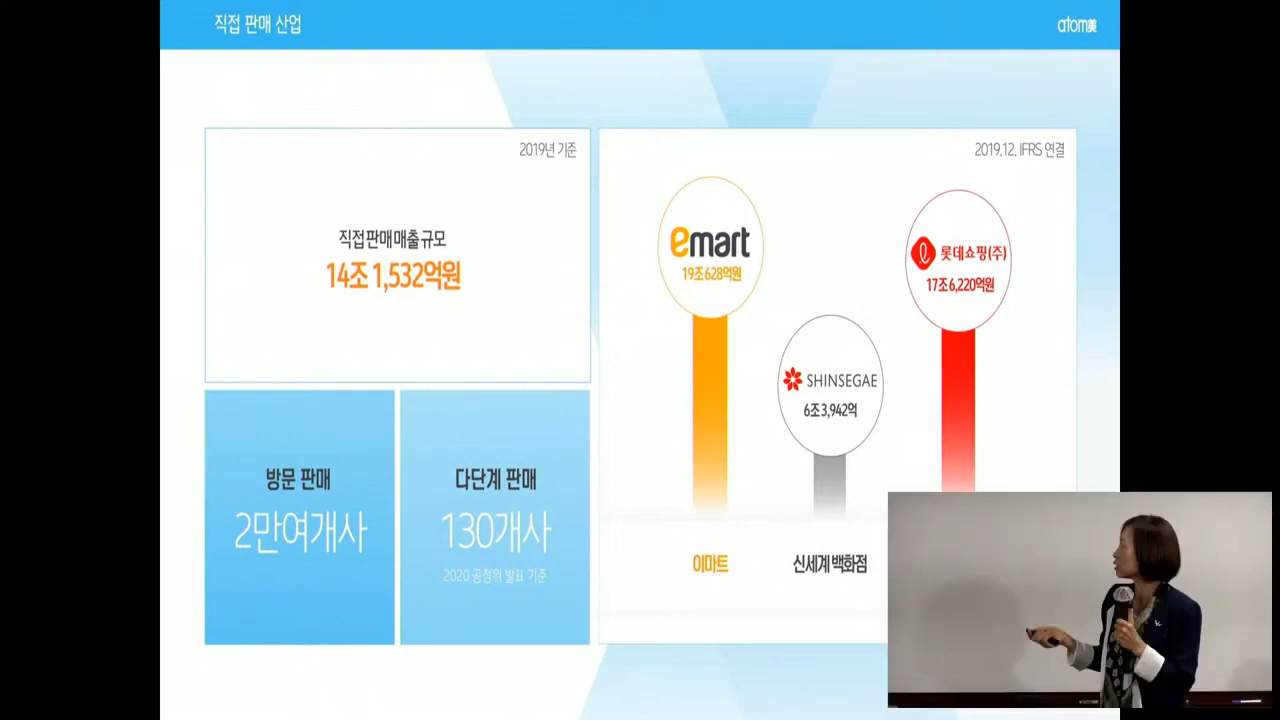 직접 판매 산업
atom美
2019년 기준
직접판매 매출 규모
14조 1,532억원
방문 판매
2만여개사
다단계 판매
130개사
2020 공정위 발표 기준
2019.12. IFRS 연결
emart
19조 628억원
SHINSEGAE
6조 3,942억
롯데쇼핑(주)
17조 6,220억원
이마트
신세계 백화점